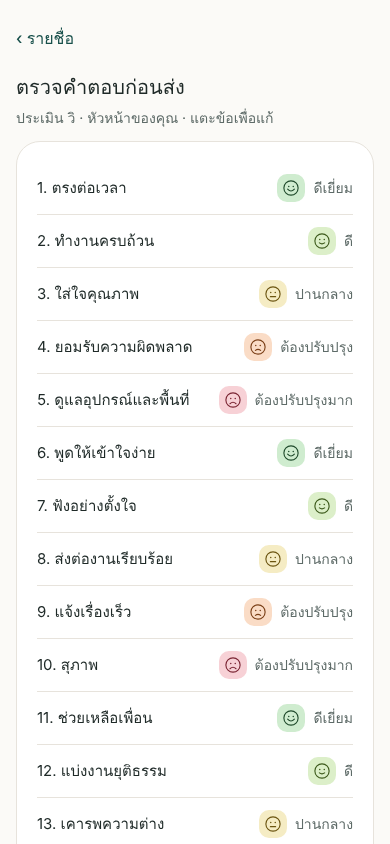 ‹ รายชื่อ
ตรวจคำตอบก่อนส่ง
ประเมิน วิ · หัวหน้าของคุณ · แตะข้อเพื่อแก้
1. ตรงต่อเวลา ดีเยี่ยม
2. ทำงานครบถ้วน ดี
3. ใส่ใจคุณภาพ ปานกลาง
4. ยอมรับความผิดพลาด ต้องปรับปรุง
5. ดูแลอุปกรณ์และพื้นที่ ต้องปรับปรุงมาก
6. พูดให้เข้าใจง่าย ดีเยี่ยม
7. ฟังอย่างตั้งใจ ดี
8. ส่งต่องานเรียบร้อย ปานกลาง
9. แจ้งเรื่องเร็ว ต้องปรับปรุง
10. สุภาพ ต้องปรับปรุงมาก
11. ช่วยเหลือเพื่อน ดีเยี่ยม
12. แบ่งงานยุติธรรม ดี
13. เคารพความต่าง ปานกลาง